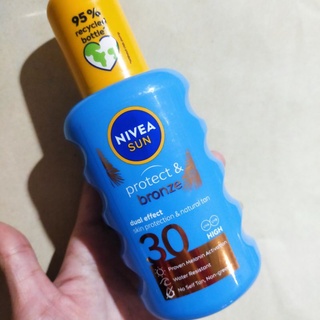 95%
recycled
bottle*
NIVEA
SUN
protect &
bronze
dual effect
skin protection & natural tan
30
HIGH
Proven Melanin Activation
Water Resistant
No Self Tan, Non-greasy